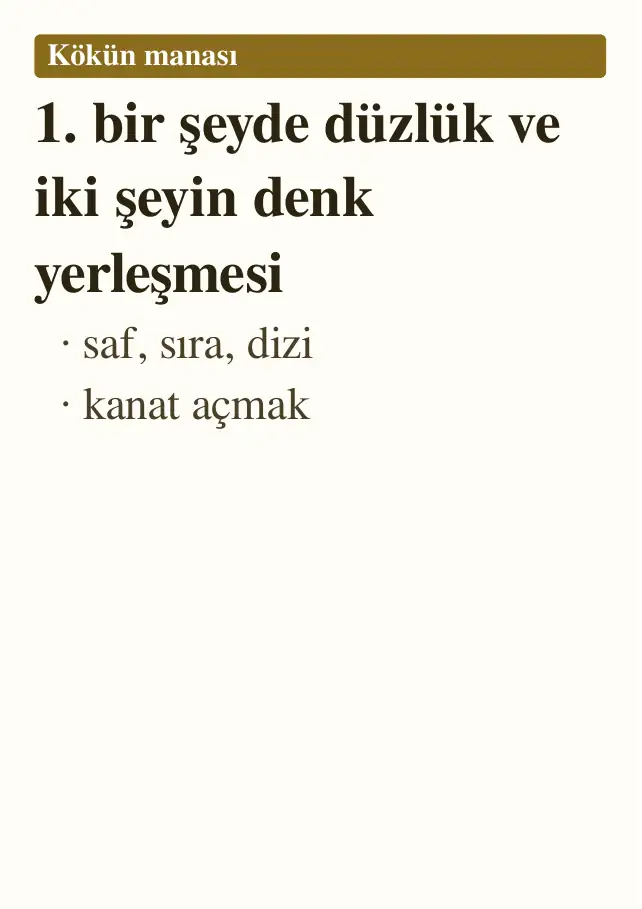 Kökün manası
1. bir şeyde düzlük ve
iki şeyin denk
yerleşmesi
· saf, sıra, dizi
· kanat açmak